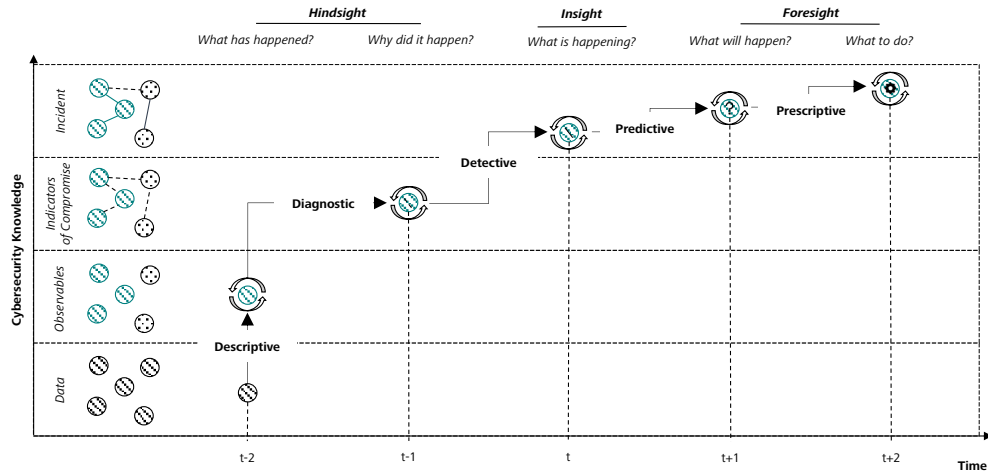 Hindsight
Insight
Foresight
What has happened?
Why did it happen?
What is happening?
What will happen?
What to do?
Cybersecurity Knowledge
Incident
Prescriptive
Predictive
Detective
Indicators
of Compromise
Diagnostic
Observables
Descriptive
Data
t-2
t-1
t
t+1
t+2
Time